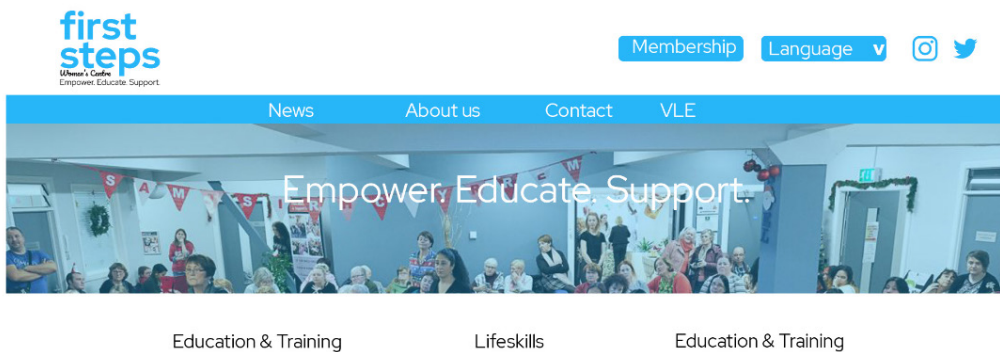 first
steps
Women's Centre
Empower. Educate. Support.
Membership
Language v
News About us Contact VLE
Empower. Educate. Support.
Education & Training Lifeskills Education & Training